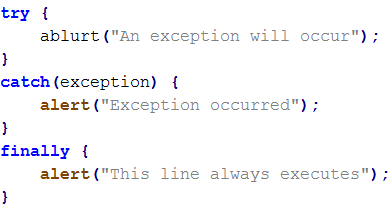 try {
    ablurt("An exception will occur");
}
catch(exception) {
    alert("Exception occurred");
}
finally {
    alert("This line always executes");
}